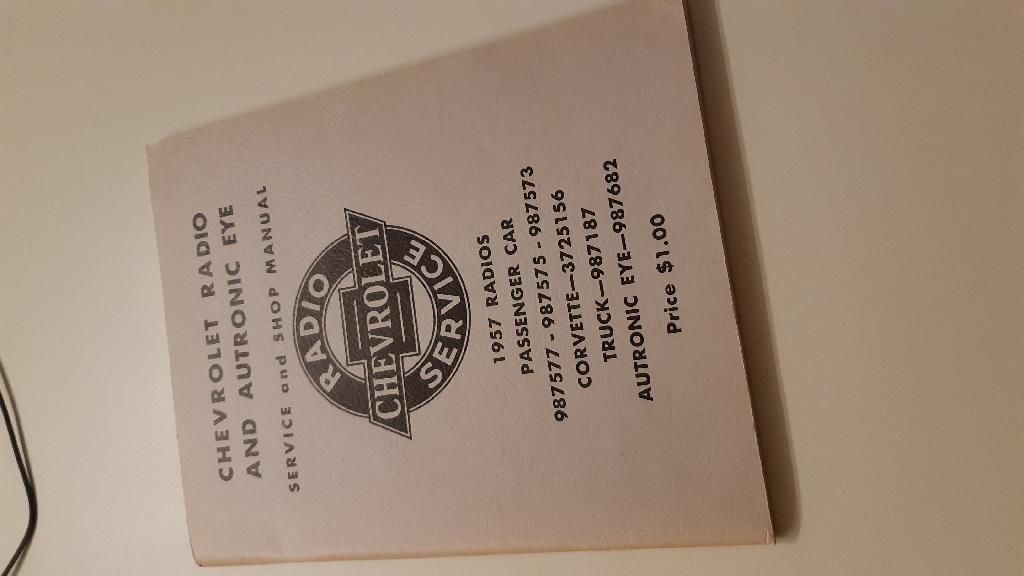 CHEVROLET RADIO
AND AUTRONIC EYE
SERVICE and SHOP MANUAL
RADIO
CHEVROLET
SERVICE
1957 RADIOS
PASSENGER CAR
987577 - 987575 - 987573
CORVETTE—3725156
TRUCK—987187
AUTRONIC EYE—987682
Price $1.00